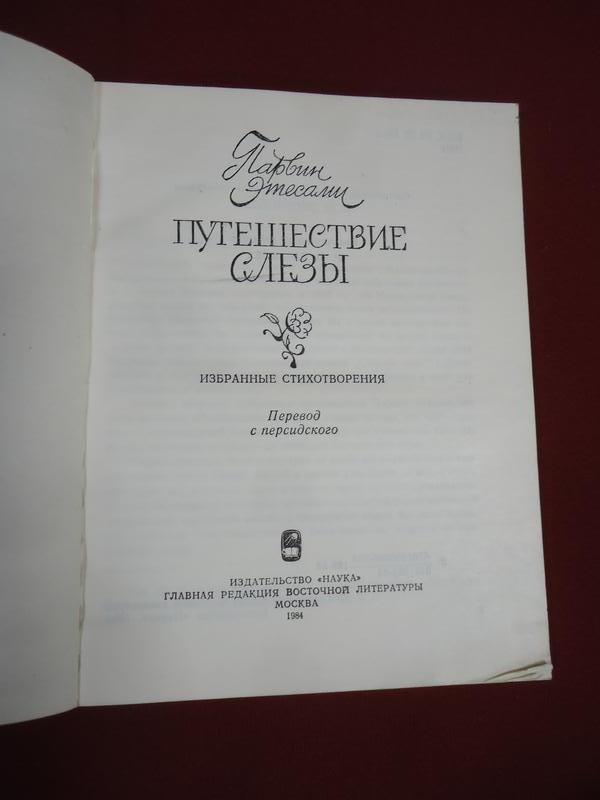 Парвин
Этесами
ПУТЕШЕСТВИЕ
СЛЕЗЫ
ИЗБРАННЫЕ СТИХОТВОРЕНИЯ
Перевод
с персидского
ИЗДАТЕЛЬСТВО «НАУКА»
ГЛАВНАЯ РЕДАКЦИЯ ВОСТОЧНОЙ ЛИТЕРАТУРЫ
МОСКВА
1984